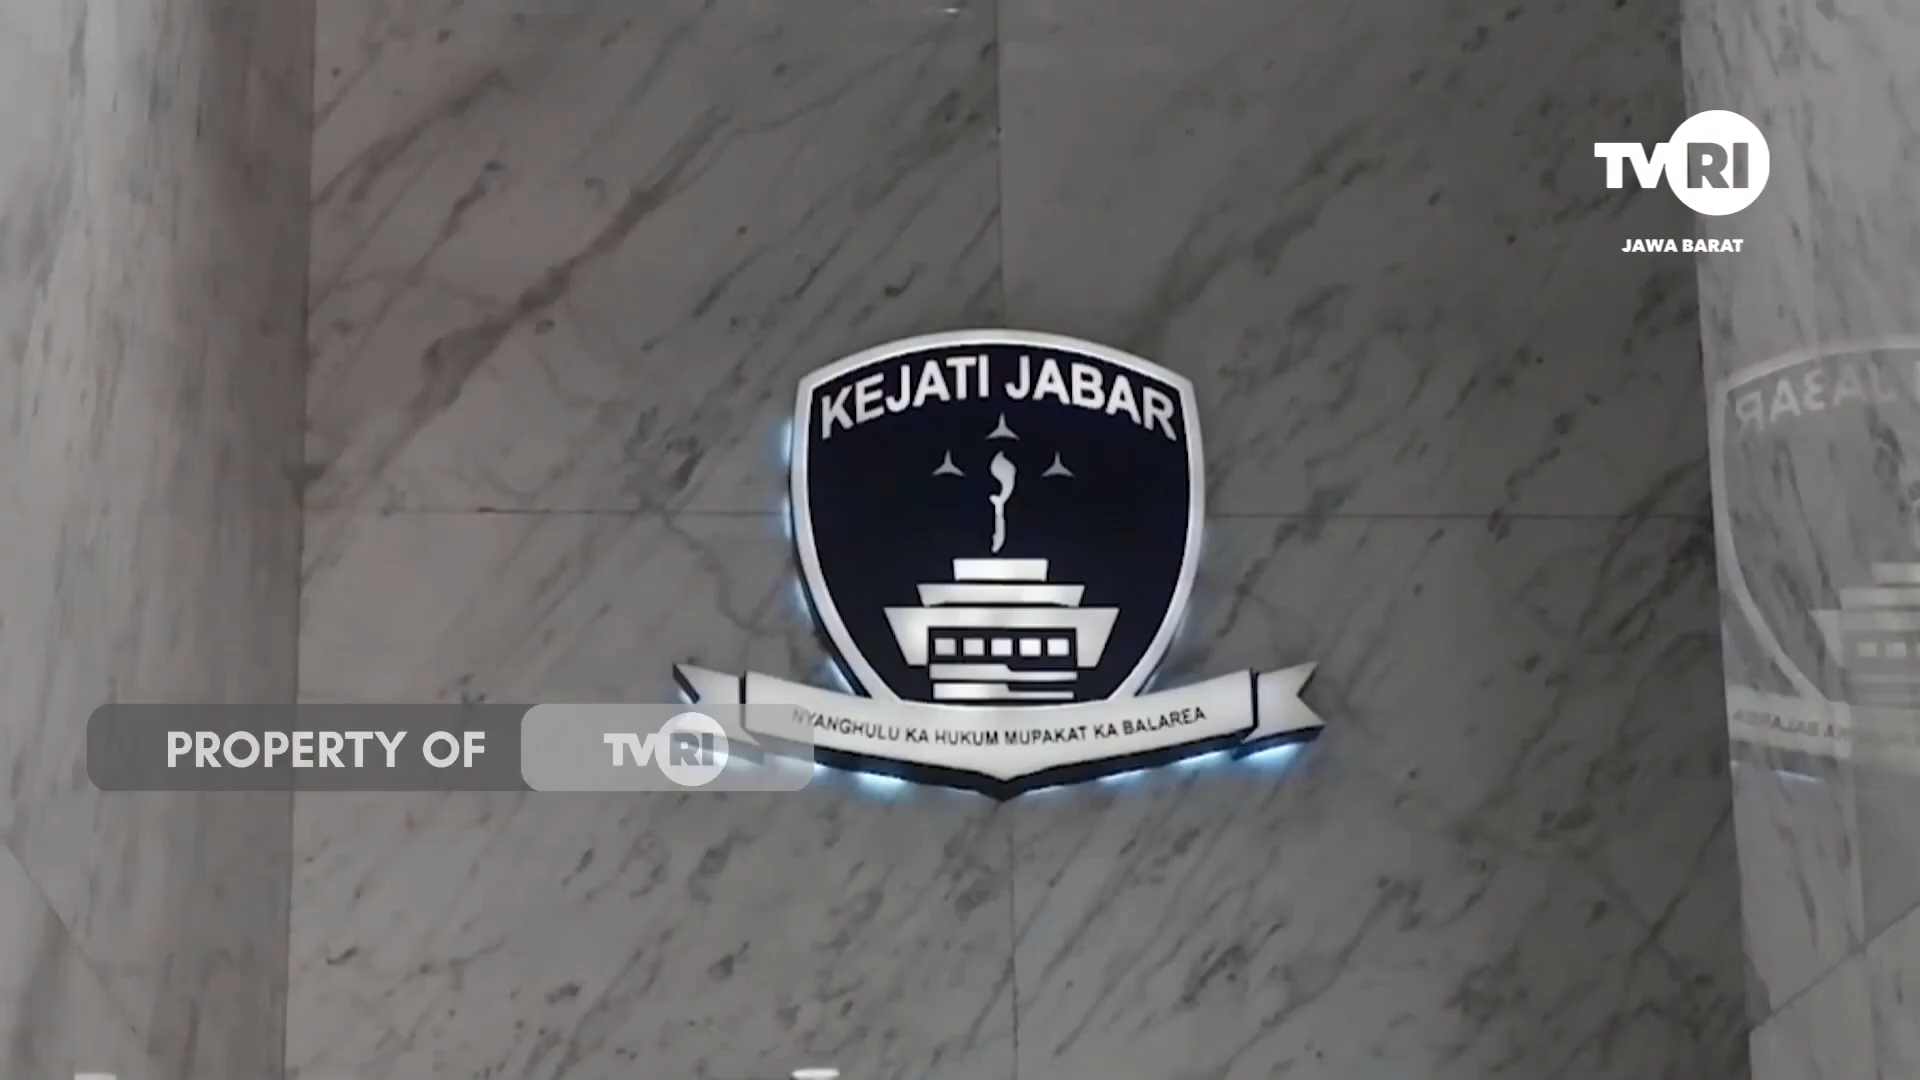 TVRI
JAWA BARAT
KEJATI JABAR
NYANGHULU KA HUKUM MUPAKAT KA BALAREA
PROPERTY OF TVRI